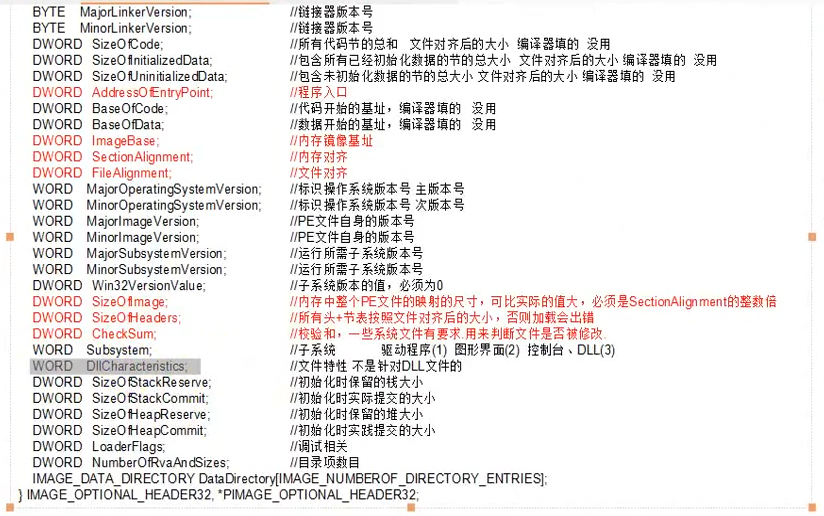 BYTE MajorLinkerVersion; //链接器版本号
BYTE MinorLinkerVersion; //链接器版本号
DWORD SizeOfCode; //所有代码节的总和 文件对齐后的大小 编译器填的 没用
DWORD SizeOfInitializedData; //包含所有已经初始化数据的节的总大小 文件对齐后的大小 编译器填的 没用
DWORD SizeOfUninitializedData; //包含未初始化数据的节的总大小 文件对齐后的大小 编译器填的 没用
DWORD AddressOfEntryPoint; //程序入口
DWORD BaseOfCode; //代码开始的基址，编译器填的 没用
DWORD BaseOfData; //数据开始的基址，编译器填的 没用
DWORD ImageBase; //内存镜像基址
DWORD SectionAlignment; //内存对齐
DWORD FileAlignment; //文件对齐
WORD MajorOperatingSystemVersion; //标识操作系统版本号 主版本号
WORD MinorOperatingSystemVersion; //标识操作系统版本号 次版本号
WORD MajorImageVersion; //PE文件自身的版本号
WORD MinorImageVersion; //PE文件自身的版本号
WORD MajorSubsystemVersion; //运行所需子系统版本号
WORD MinorSubsystemVersion; //运行所需子系统版本号
DWORD Win32VersionValue; //子系统版本的值，必须为0
DWORD SizeOfImage; //内存中整个PE文件的映射的尺寸，可比实际的值大，必须是SectionAlignment的整数倍
DWORD SizeOfHeaders; //所有头+节表按照文件对齐后的大小，否则加载会出错
DWORD CheckSum; //校验和，一些系统文件有要求.用来判断文件是否被修改.
WORD Subsystem; //子系统 驱动程序(1) 图形界面(2) 控制台、DLL(3)
WORD DllCharacteristics; //文件特性 不是针对DLL文件的
DWORD SizeOfStackReserve; //初始化时保留的栈大小
DWORD SizeOfStackCommit; //初始化时实际提交的大小
DWORD SizeOfHeapReserve; //初始化时保留的堆大小
DWORD SizeOfHeapCommit; //初始化时实践提交的大小
DWORD LoaderFlags; //调试相关
DWORD NumberOfRvaAndSizes; //目录项数目
IMAGE_DATA_DIRECTORY DataDirectory[IMAGE_NUMBEROF_DIRECTORY_ENTRIES];
} IMAGE_OPTIONAL_HEADER32, *PIMAGE_OPTIONAL_HEADER32;